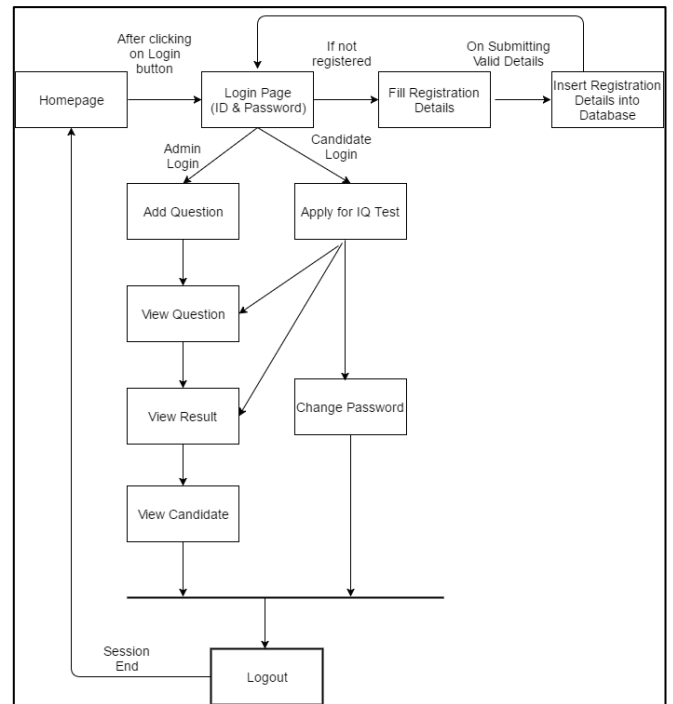 After clicking
on Login
button
If not
registered
On Submitting
Valid Details
Homepage
Login Page
(ID & Password)
Fill Registration
Details
Insert Registration
Details into
Database
Admin
Login
Candidate
Login
Add Question
Apply for IQ Test
View Question
View Result
Change Password
View Candidate
Session
End
Logout